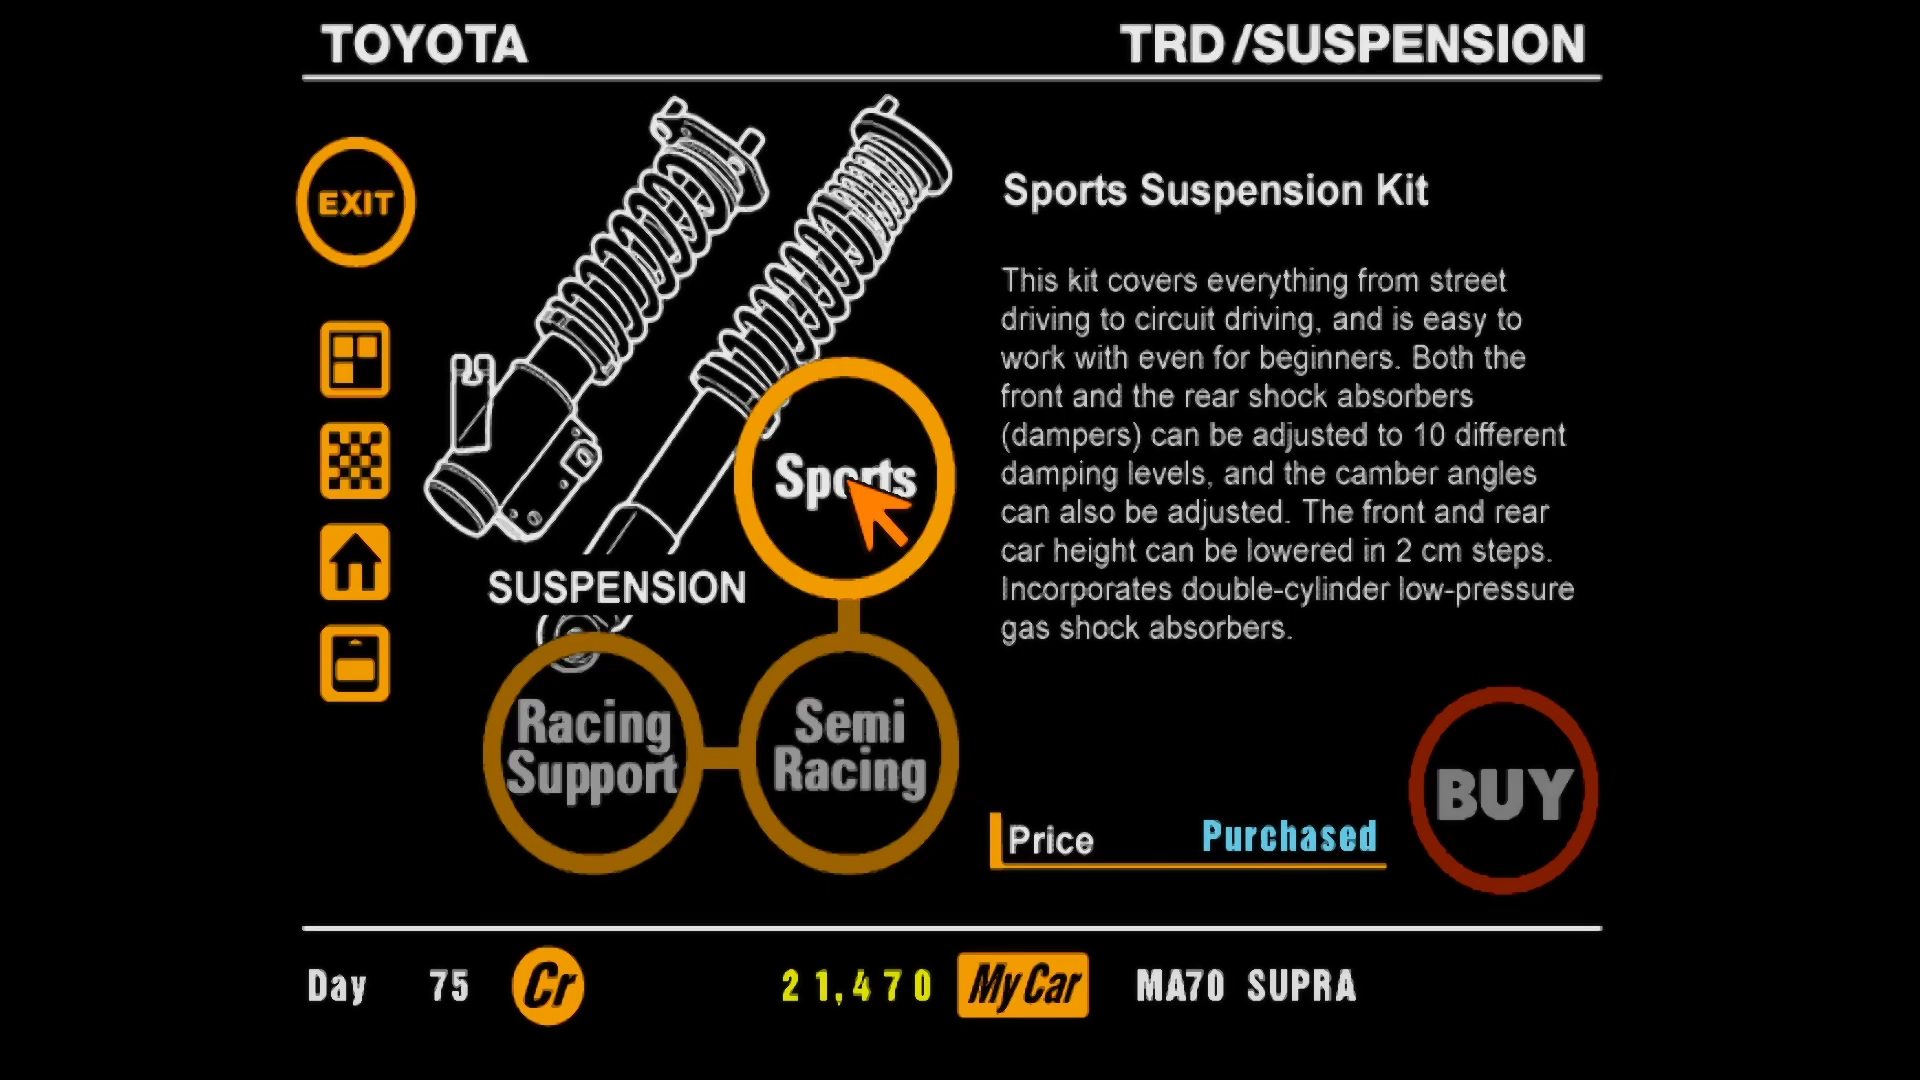 TOYOTA
TRD/SUSPENSION
EXIT
Sports Suspension Kit
This kit covers everything from street
driving to circuit driving, and is easy to
work with even for beginners. Both the
front and the rear shock absorbers
(dampers) can be adjusted to 10 different
damping levels, and the camber angles
can also be adjusted. The front and rear
car height can be lowered in 2 cm steps.
Incorporates double-cylinder low-pressure
gas shock absorbers.
Sports
SUSPENSION
Racing
Support
Semi
Racing
Price Purchased
BUY
Day 75 Cr 21,470 My Car MA70 SUPRA